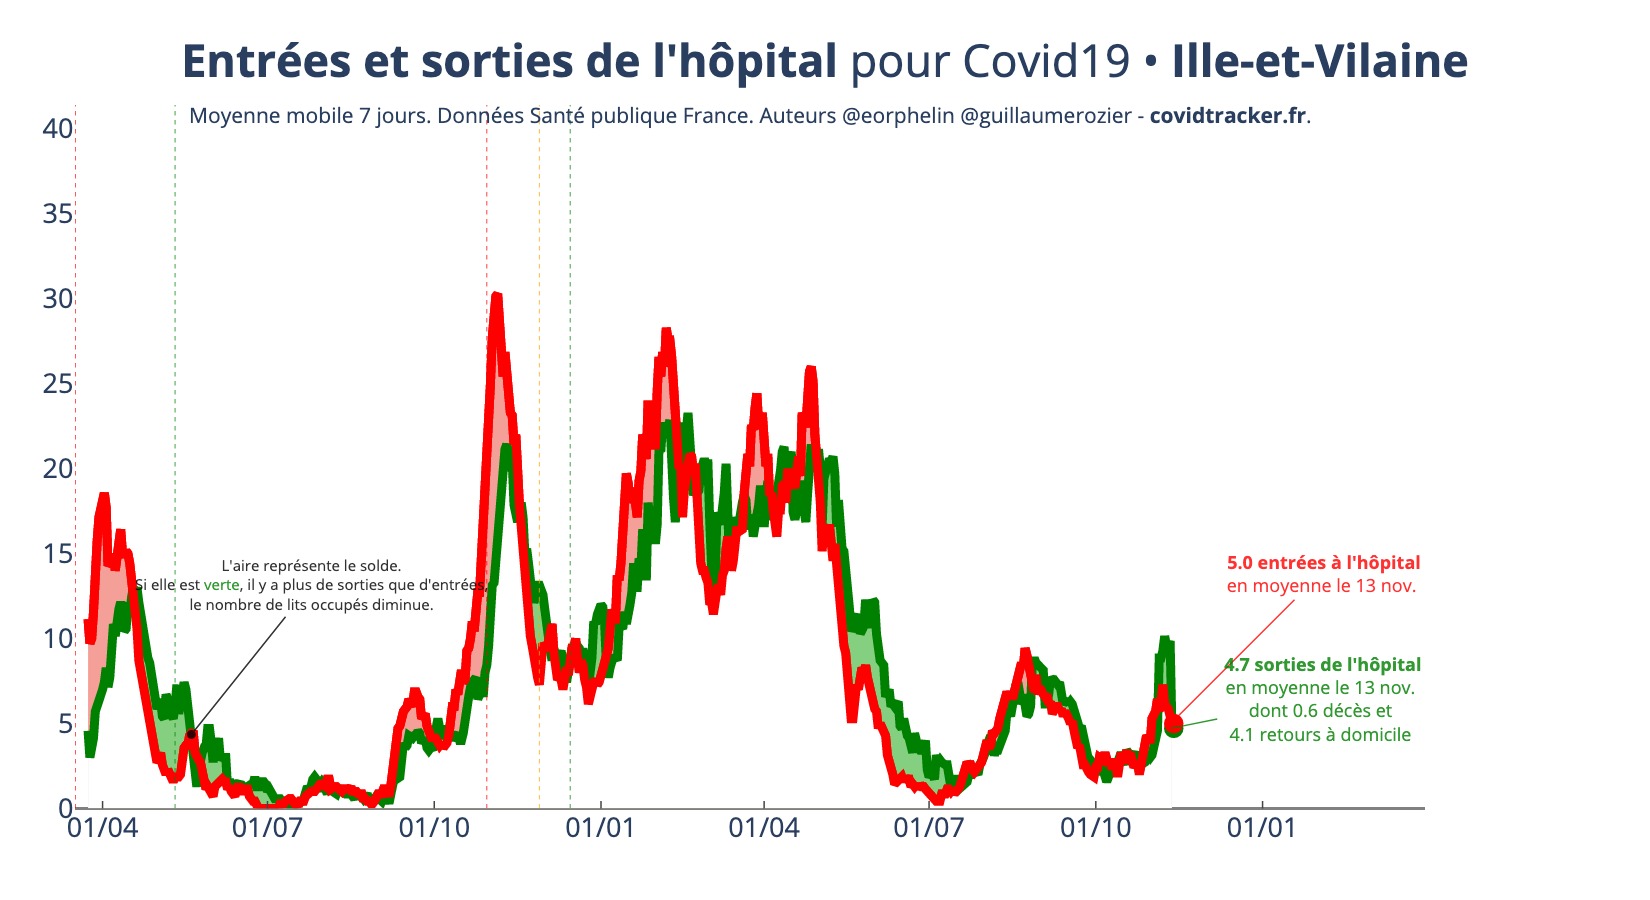 Entrées et sorties de l'hôpital pour Covid19 • Ille-et-Vilaine
Moyenne mobile 7 jours. Données Santé publique France. Auteurs @eorphelin @guillaumerozier - covidtracker.fr.
40
35
30
25
20
15
10
5
0
L'aire représente le solde.
Si elle est verte, il y a plus de sorties que d'entrées,
le nombre de lits occupés diminue.
5.0 entrées à l'hôpital
en moyenne le 13 nov.
4.7 sorties de l'hôpital
en moyenne le 13 nov.
dont 0.6 décès et
4.1 retours à domicile
01/04
01/07
01/10
01/01
01/04
01/07
01/10
01/01